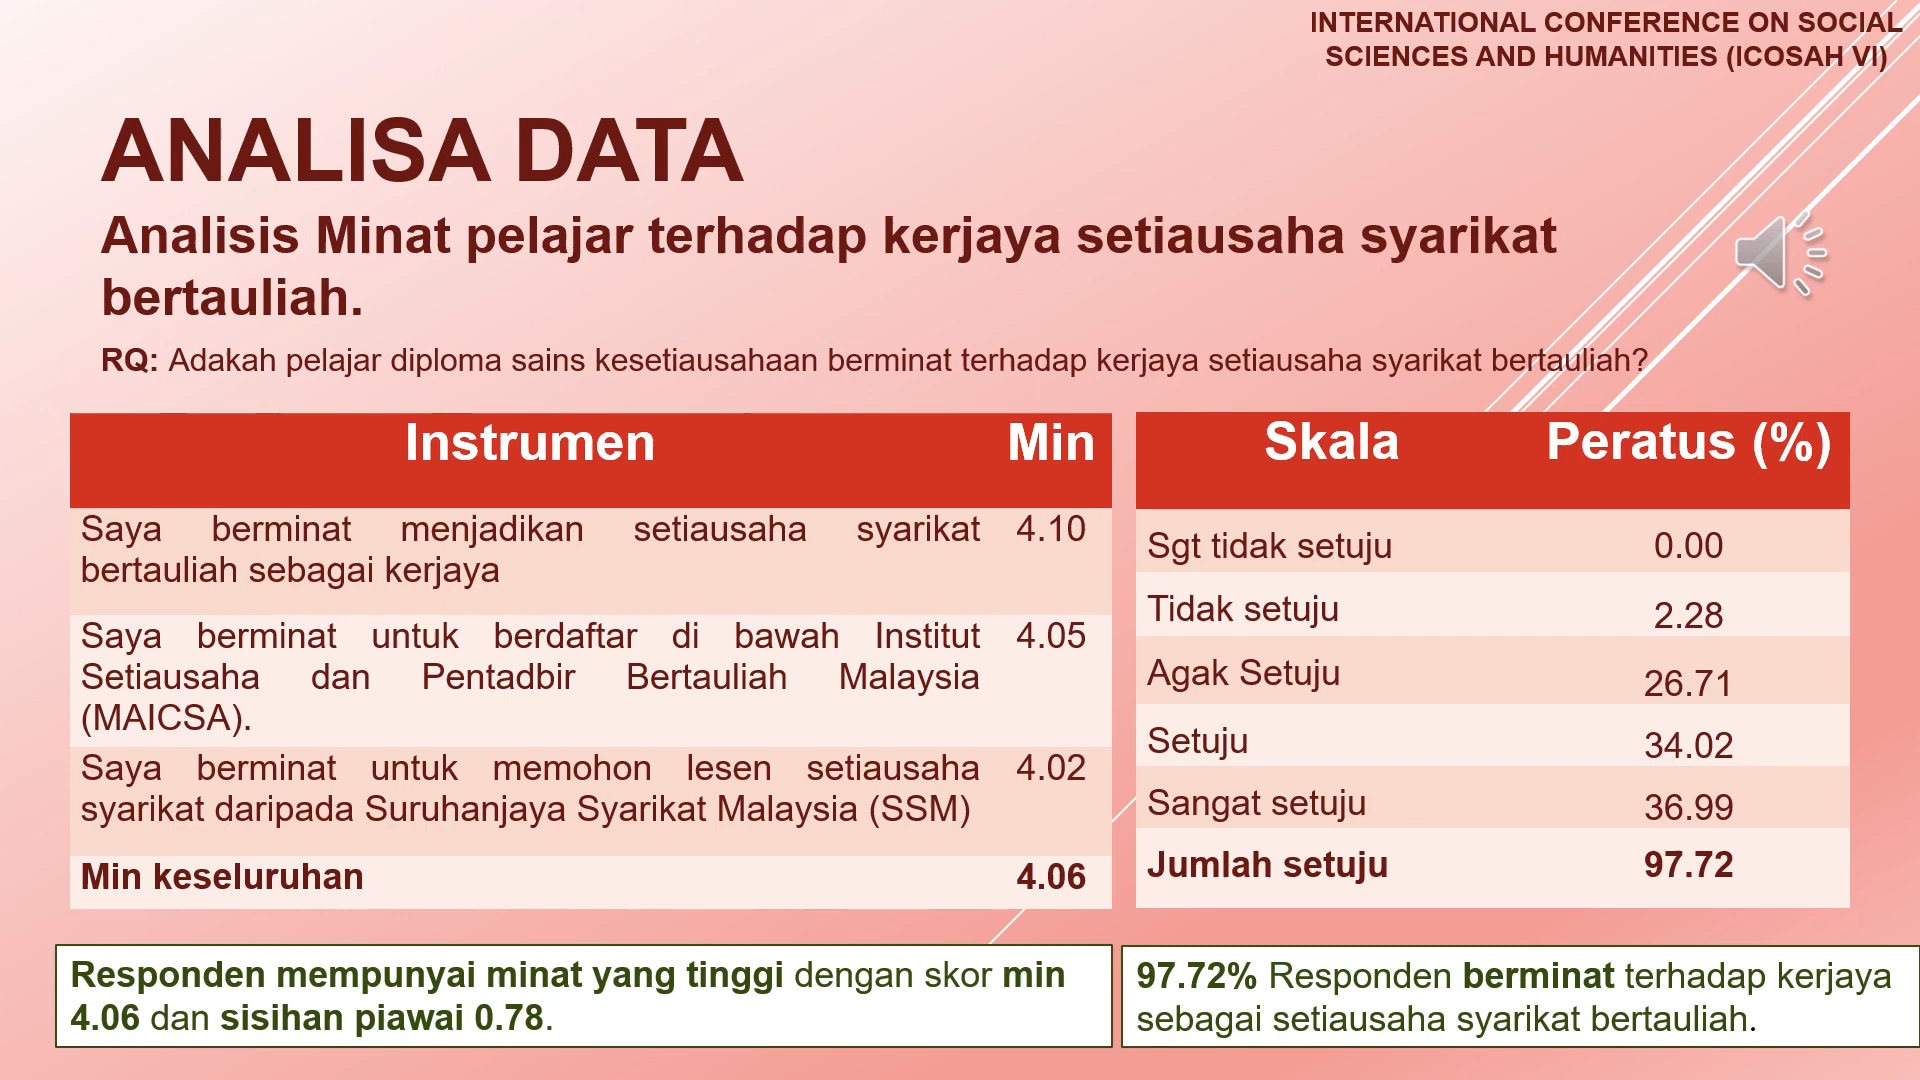 INTERNATIONAL CONFERENCE ON SOCIAL
SCIENCES AND HUMANITIES (ICOSAH VI)
ANALISA DATA
Analisis Minat pelajar terhadap kerjaya setiausaha syarikat
bertauliah.
RQ: Adakah pelajar diploma sains kesetiausahaan berminat terhadap kerjaya setiausaha syarikat bertauliah?
Instrumen Min
Saya berminat menjadikan setiausaha syarikat 4.10
bertauliah sebagai kerjaya
Saya berminat untuk berdaftar di bawah Institut 4.05
Setiausaha dan Pentadbir Bertauliah Malaysia
(MAICSA).
Saya berminat untuk memohon lesen setiausaha 4.02
syarikat daripada Suruhanjaya Syarikat Malaysia (SSM)
Min keseluruhan 4.06
Skala Peratus (%)
Sgt tidak setuju 0.00
Tidak setuju 2.28
Agak Setuju 26.71
Setuju 34.02
Sangat setuju 36.99
Jumlah setuju 97.72
Responden mempunyai minat yang tinggi dengan skor min
4.06 dan sisihan piawai 0.78.
97.72% Responden berminat terhadap kerjaya
sebagai setiausaha syarikat bertauliah.